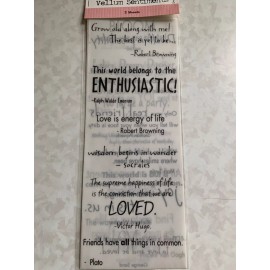 Vellum Sentiments
Grow old along with me!
The best is yet to be...
-Robert Browning
This world belongs to the
ENTHUSIASTIC!
-Ralph Waldo Emerson
Love is energy of life
- Robert Browning
wisdom begins in wonder
- Socrates
The supreme happiness of life
is the conviction that we are
LOVED.
-Victor Hugo
Friends have all things in common.
- Plato